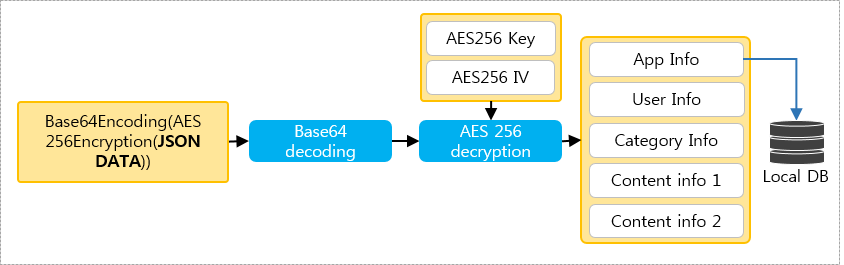 AES256 Key
AES256 IV
Base64Encoding(AES
256Encryption(JSON
DATA))
Base64
decoding
AES 256
decryption
App Info
User Info
Category Info
Content info 1
Content info 2
Local DB